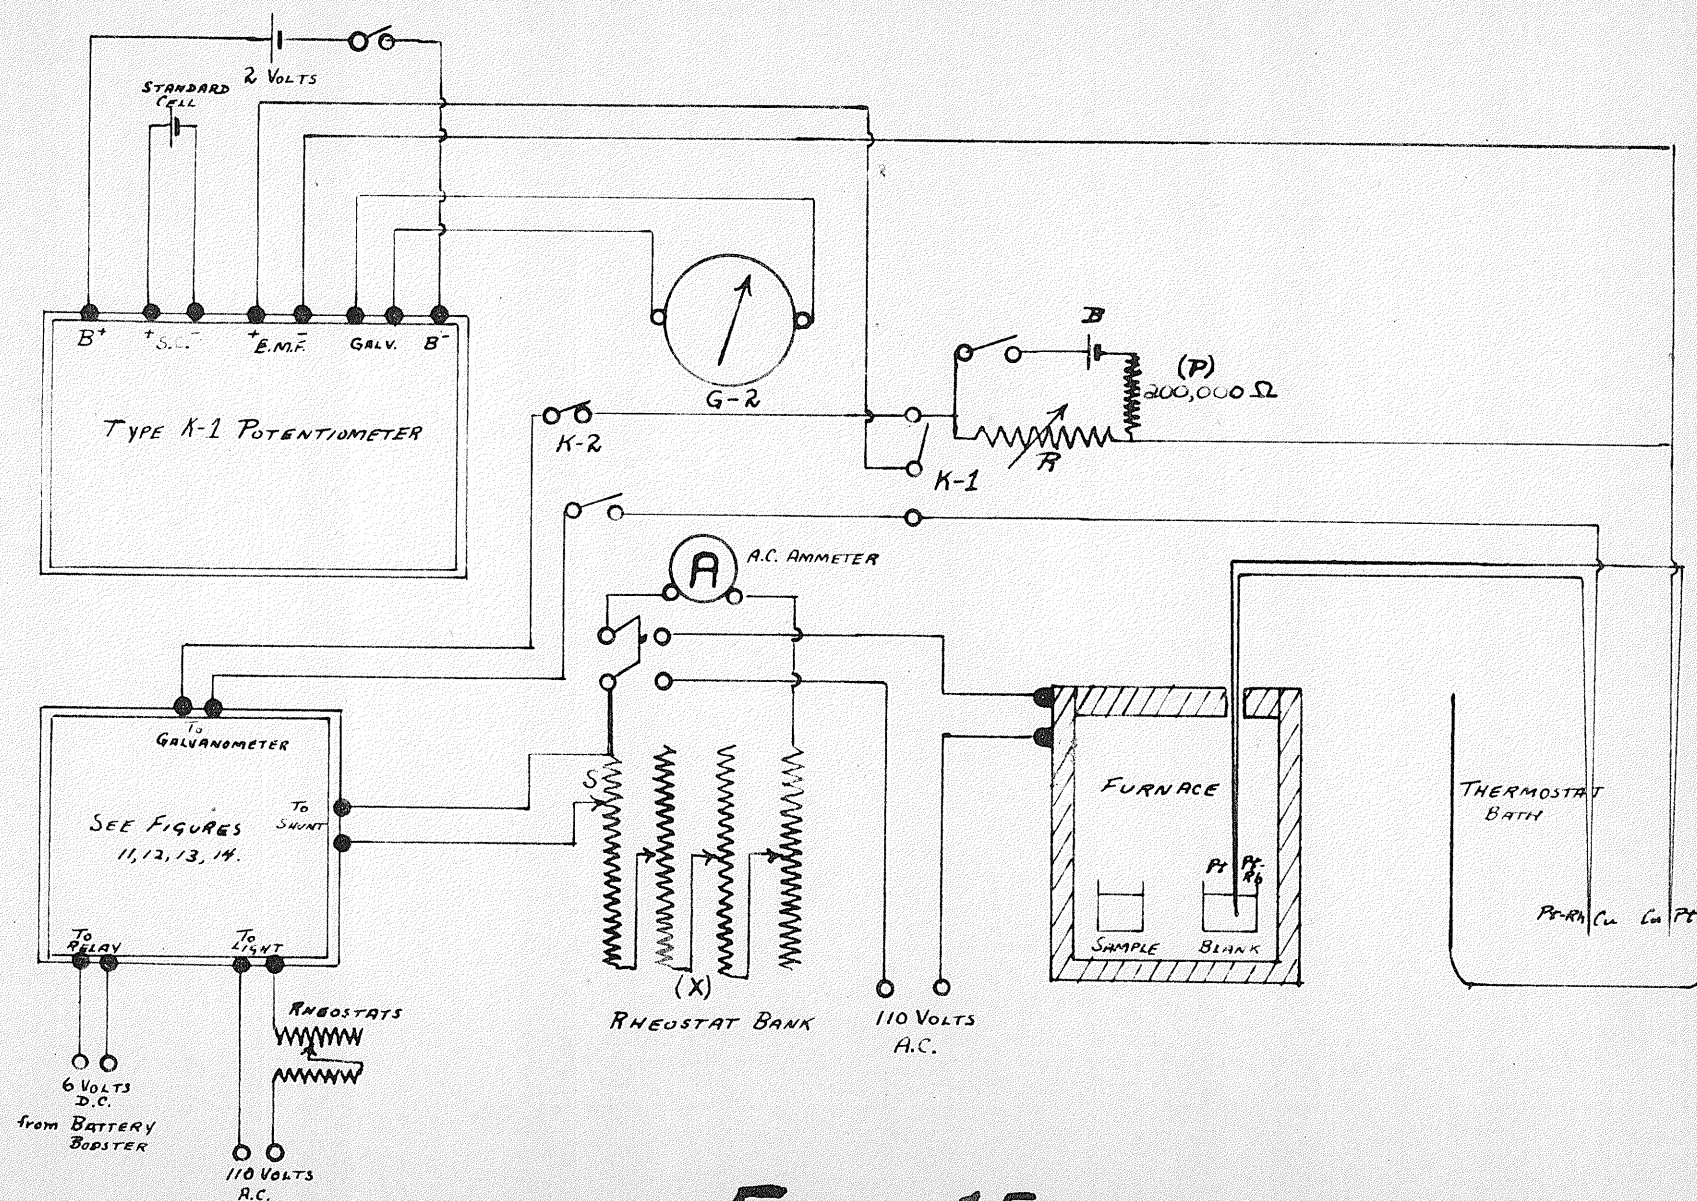 2 VOLTS
STANDARD
CELL
B+
+ S.C. -
+ E.M.F. -
GALV.
B-
TYPE K-1 POTENTIOMETER
G-2
B
(P)
200,000 Ω
R
K-1
K-2
A
A.C. AMMETER
TO
GALVANOMETER
TO
SHUNT
SEE FIGURES
11, 12, 13, 14.
TO
RELAY
TO
LIGHT
S
(X)
RHEOSTAT BANK
110 VOLTS
A.C.
FURNACE
Pt
Pt-
Rh
SAMPLE
BLANK
THERMOSTAT
BATH
Pt-Rh
Cu
Cu
Pt
RHEOSTATS
6 VOLTS
D.C.
from BATTERY
BOOSTER
110 VOLTS
A.C.